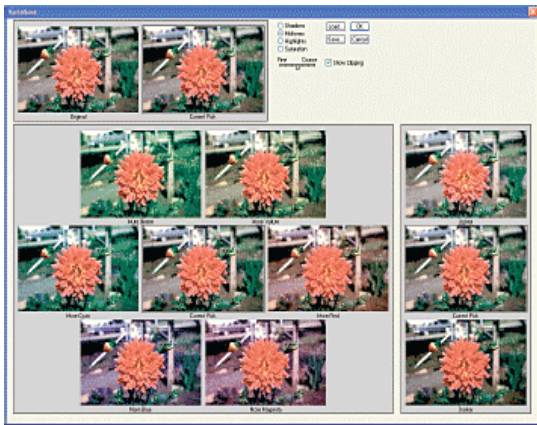 Variations
Shadows
Midtones
Highlights
Saturation
Load...
OK
Save...
Cancel
Fine
Coarse
Show Clipping
Original
Current Pick
More Green
More Yellow
Lighter
More Cyan
Current Pick
More Red
Current Pick
More Blue
More Magenta
Darker